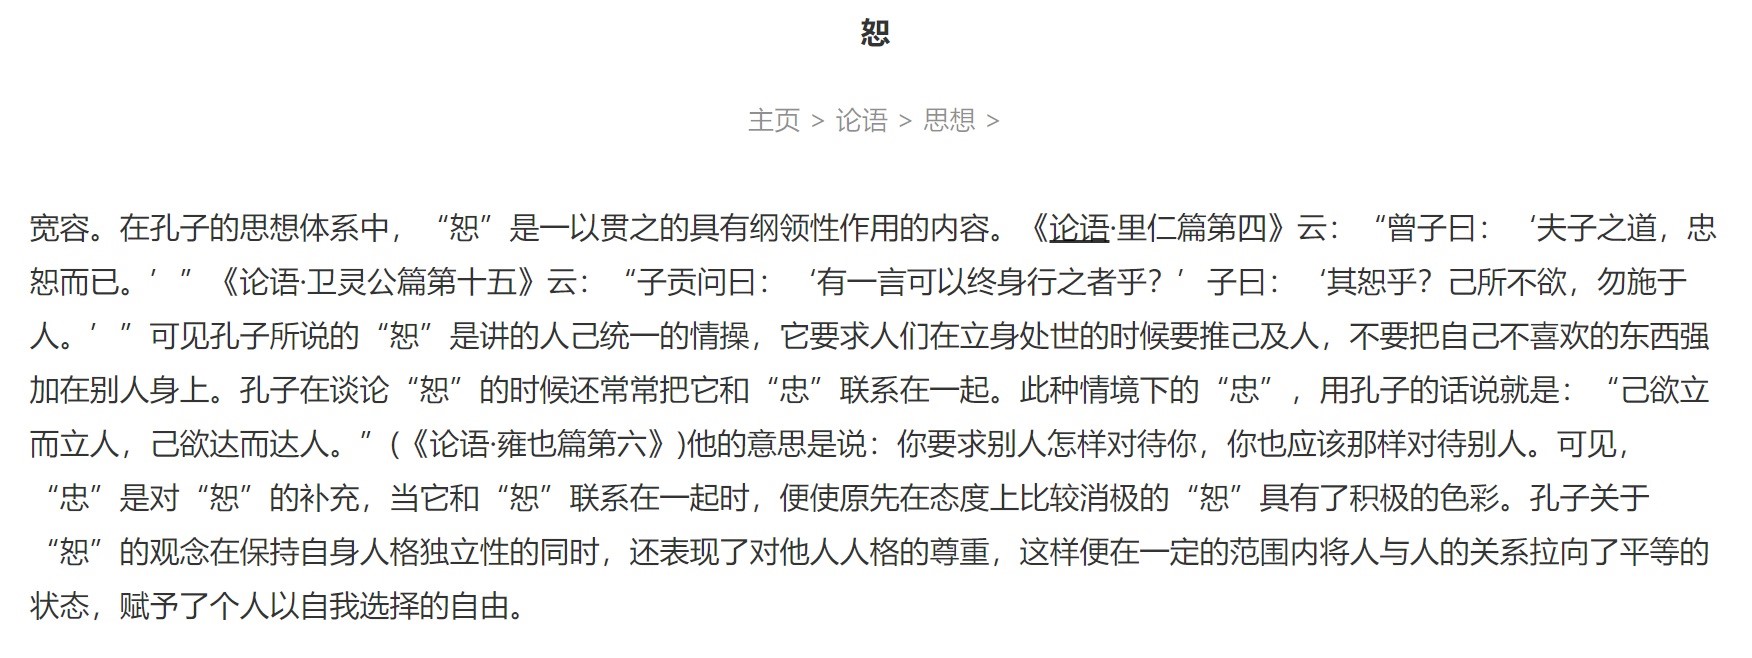 恕
主页 > 论语 > 思想 >
宽容。在孔子的思想体系中，“恕”是一以贯之的具有纲领性作用的内容。《论语·里仁篇第四》云：“曾子曰：‘夫子之道，忠
恕而已。’”《论语·卫灵公篇第十五》云：“子贡问曰：‘有一言可以终身行之者乎？’子曰：‘其恕乎？己所不欲，勿施于
人。’”可见孔子所说的“恕”是讲的人己统一的情操，它要求人们在立身处世的时候要推己及人，不要把自己不喜欢的东西强
加在别人身上。孔子在谈论“恕”的时候还常常把它和“忠”联系在一起。此种情境下的“忠”，用孔子的话说就是：“己欲立
而立人，己欲达而达人。”(《论语·雍也篇第六》)他的意思是说：你要求别人怎样对待你，你也应该那样对待别人。可见，
“忠”是对“恕”的补充，当它和“恕”联系在一起时，便使原先在态度上比较消极的“恕”具有了积极的色彩。孔子关于
“恕”的观念在保持自身人格独立性的同时，还表现了对他人人格的尊重，这样便在一定的范围内将人与人的关系拉向了平等的
状态，赋予了个人以自我选择的自由。